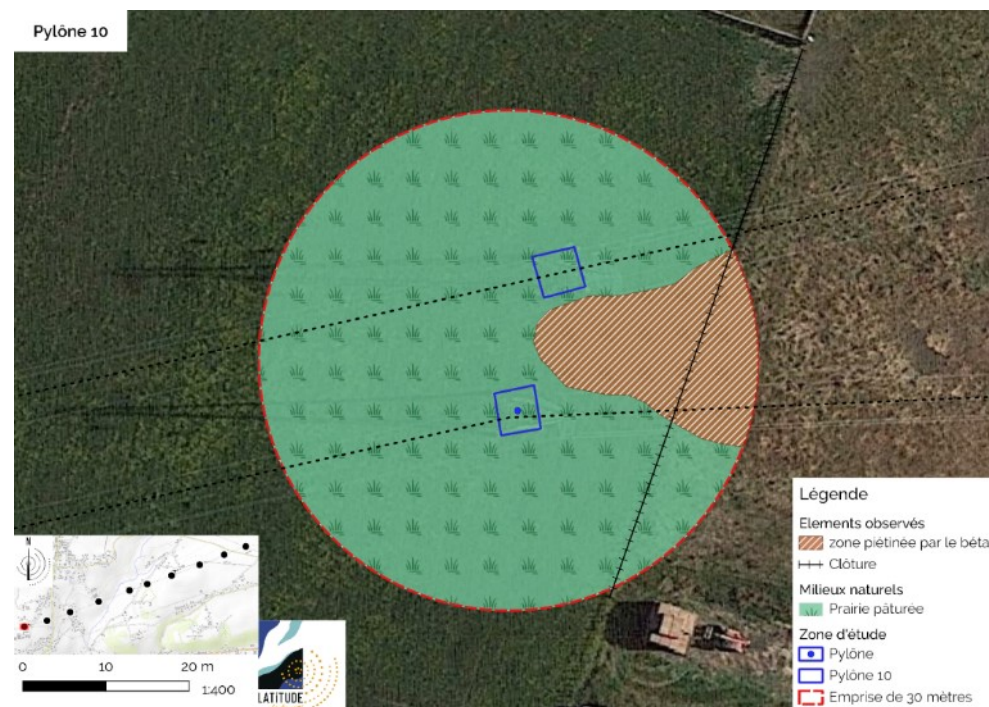 Pylône 10
Légende
Elements observés
zone piétinée par le béta
Clôture
Milieux naturels
Prairie pâturée
Zone d'étude
Pylône
Pylône 10
Emprise de 30 mètres
N
0 10 20 m
1:400
LATITUDE